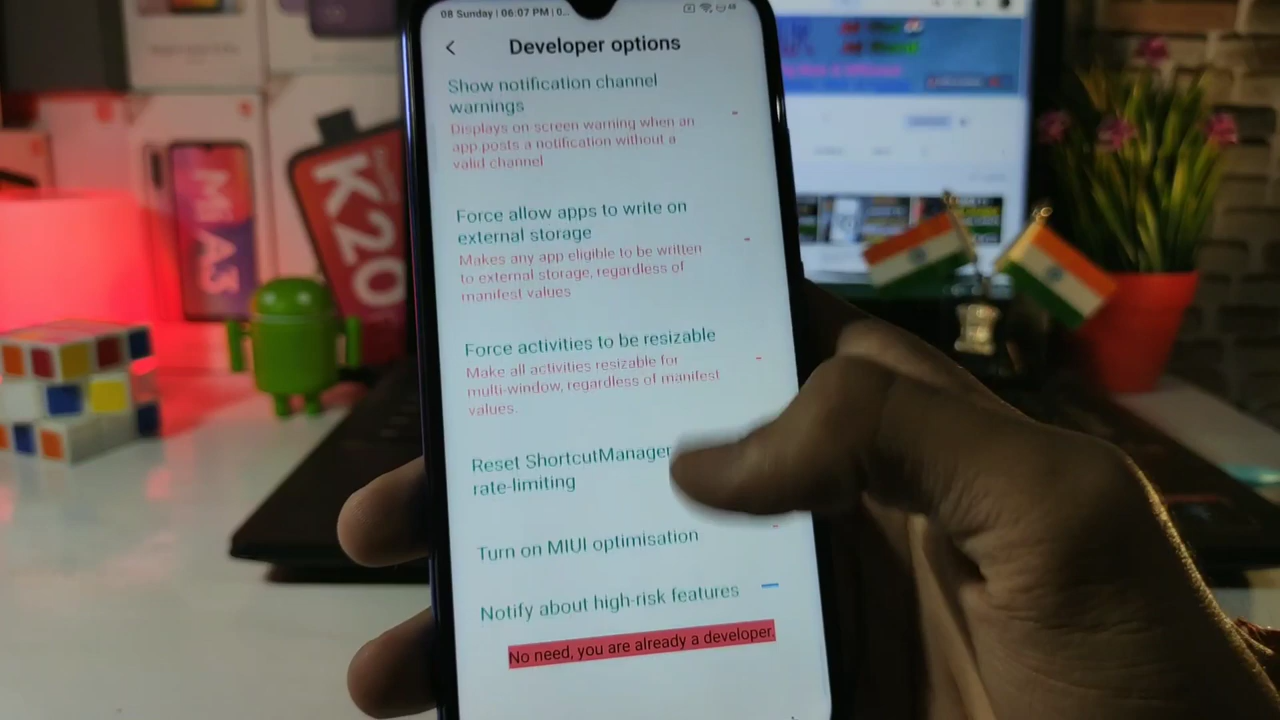 08 Sunday | 06:07 PM | 0...
Developer options
Show notification channel
warnings
Displays on screen warning when an
app posts a notification without a
valid channel
Force allow apps to write on
external storage
Makes any app eligible to be written
to external storage, regardless of
manifest values
Force activities to be resizable
Make all activities resizable for
multi-window, regardless of manifest
values.
Reset ShortcutManager
rate-limiting
Turn on MIUI optimisation
Notify about high-risk features
No need, you are already a developer.
Mi A3
K20